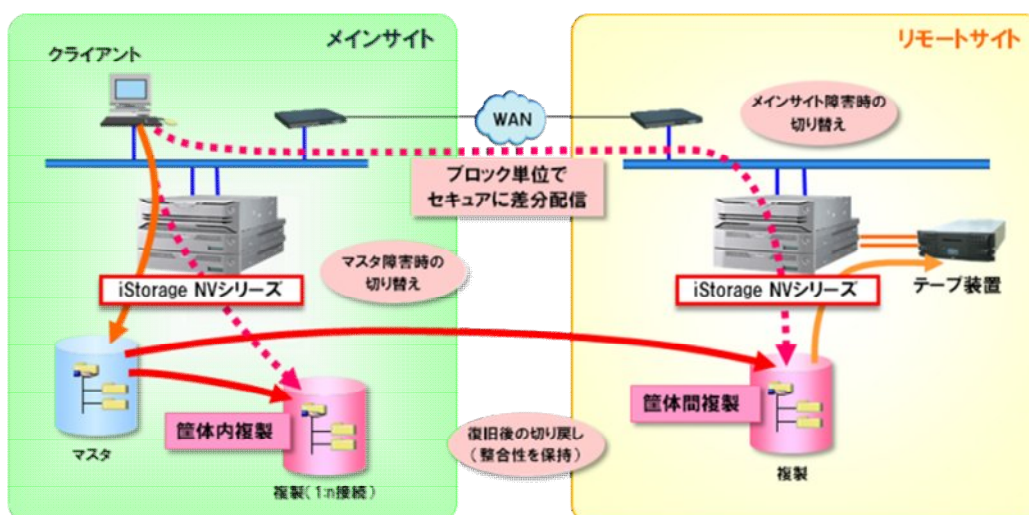 メインサイト
リモートサイト
クライアント
WAN
メインサイト障害時の
切り替え
ブロック単位で
セキュアに差分配信
マスタ障害時の
切り替え
iStorage NVシリーズ
iStorage NVシリーズ
テープ装置
筐体内複製
筐体間複製
復旧後の切り戻し
(整合性を保持)
マスタ
複製(1:n接続)
複製